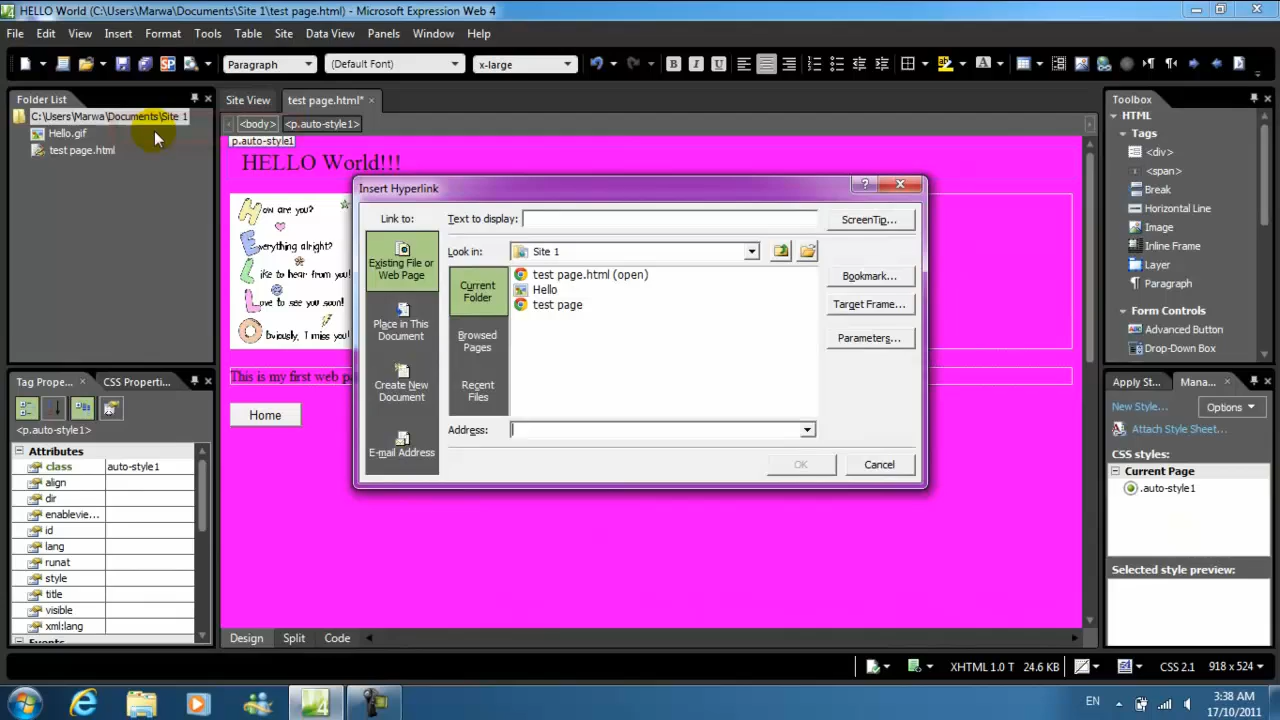 HELLO World (C:\Users\Marwa\Documents\Site 1\test page.html) - Microsoft Expression Web 4
File Edit View Insert Format Tools Table Site Data View Panels Window Help
Paragraph (Default Font) x-large B I U A
Folder List
C:\Users\Marwa\Documents\Site 1
Hello.gif
test page.html
Site View test page.html*
<body> <p.auto-style1>
p.auto-style1
HELLO World!!!
How are you?
Everything alright?
Like to hear from you!
Love to see you soon!
Obviously, I miss you!
This is my first web p
Home
Insert Hyperlink
Link to:
Existing File or
Web Page
Place in This
Document
Create New
Document
E-mail Address
Text to display:
ScreenTip...
Look in: Site 1
Current
Folder
Browsed
Pages
Recent
Files
test page.html (open)
Hello
test page
Bookmark...
Target Frame...
Parameters...
Address:
OK Cancel
Toolbox
HTML
Tags
<div>
<span>
Break
Horizontal Line
Image
Inline Frame
Layer
Paragraph
Form Controls
Advanced Button
Drop-Down Box
Tag Prope... CSS Properti...
<p.auto-style1>
Attributes
class auto-style1
align
dir
enableview...
id
lang
runat
style
title
visible
xml:lang
Events
Apply St... Mana...
New Style... Options
Attach Style Sheet...
CSS styles:
Current Page
.auto-style1
Selected style preview:
Design Split Code
XHTML 1.0 T 24.6 KB CSS 2.1 918 x 524
EN
3:38 AM
17/10/2011